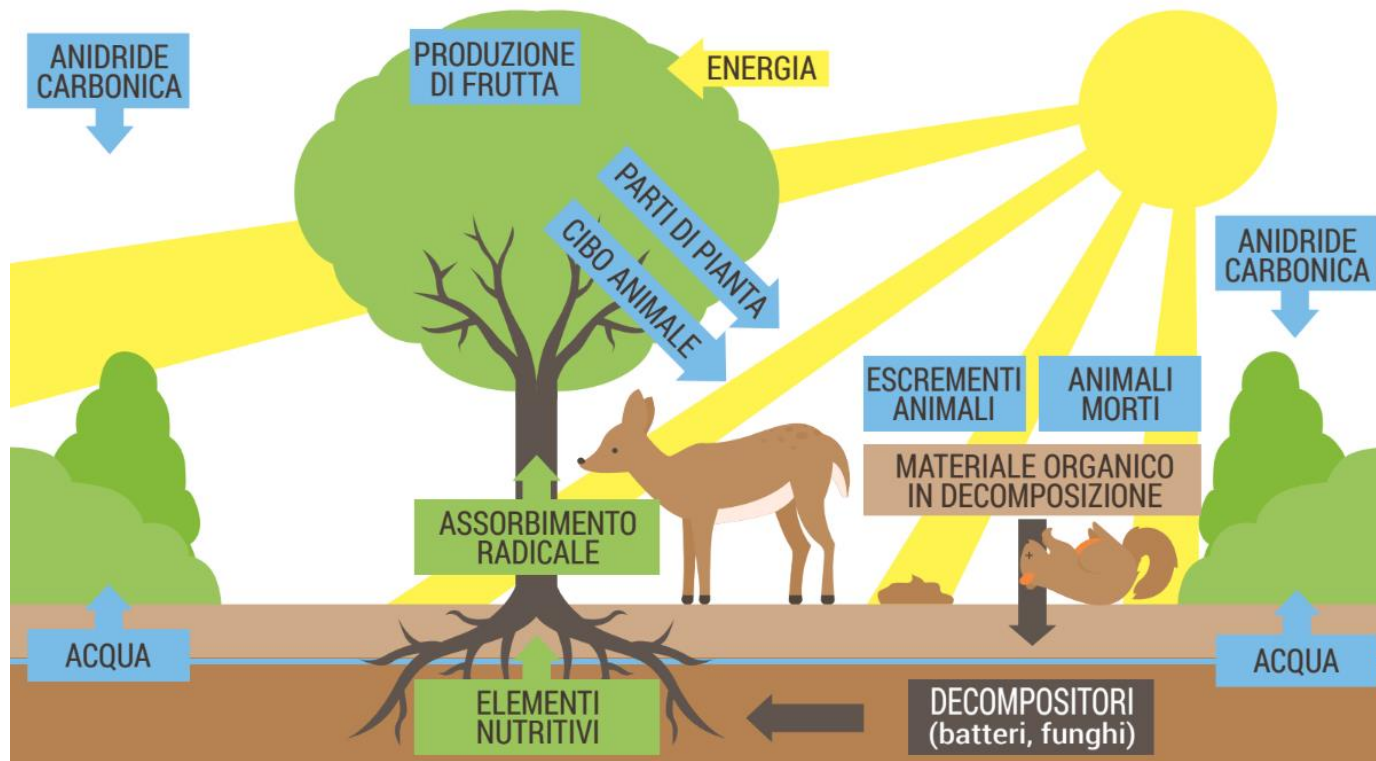 ANIDRIDE
CARBONICA
PRODUZIONE
DI FRUTTA
ENERGIA
PARTI DI PIANTA
CIBO ANIMALE
ANIDRIDE
CARBONICA
ESCREMENTI
ANIMALI
ANIMALI
MORTI
MATERIALE ORGANICO
IN DECOMPOSIZIONE
ASSORBIMENTO
RADICALE
ACQUA
ACQUA
ELEMENTI
NUTRITIVI
DECOMPOSITORI
(batteri, funghi)